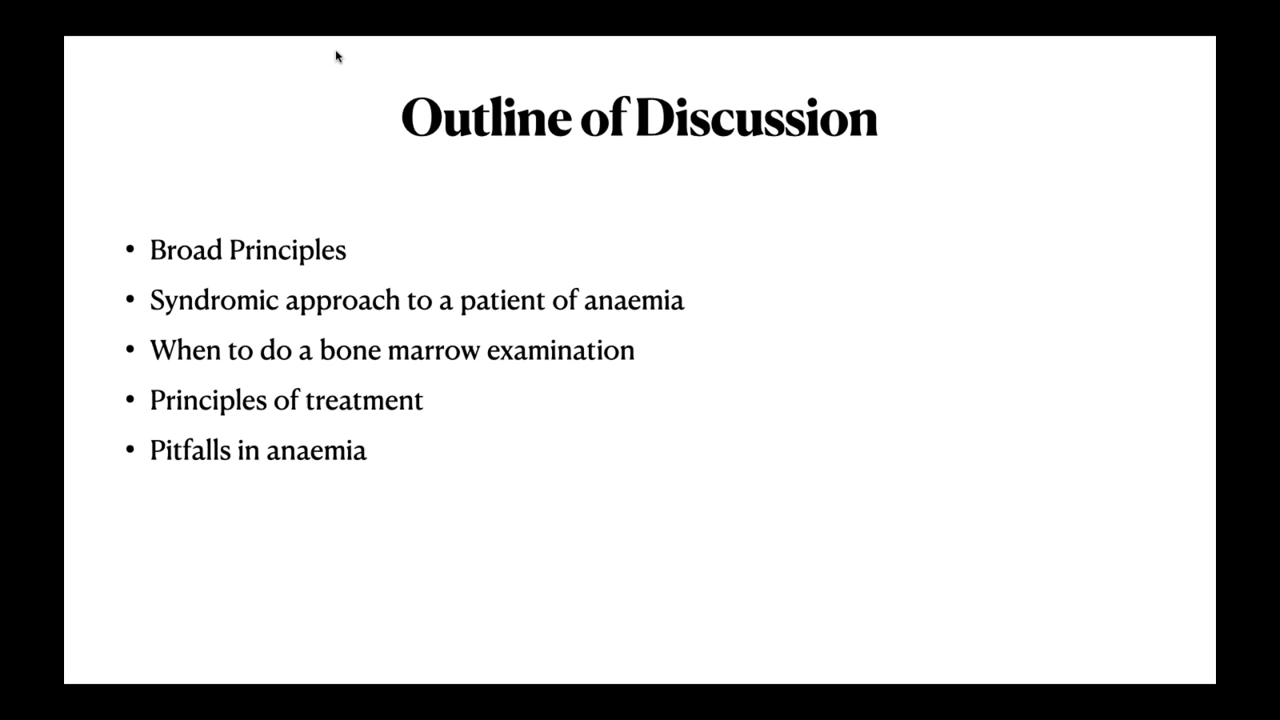 Outline of Discussion
• Broad Principles
• Syndromic approach to a patient of anaemia
• When to do a bone marrow examination
• Principles of treatment
• Pitfalls in anaemia